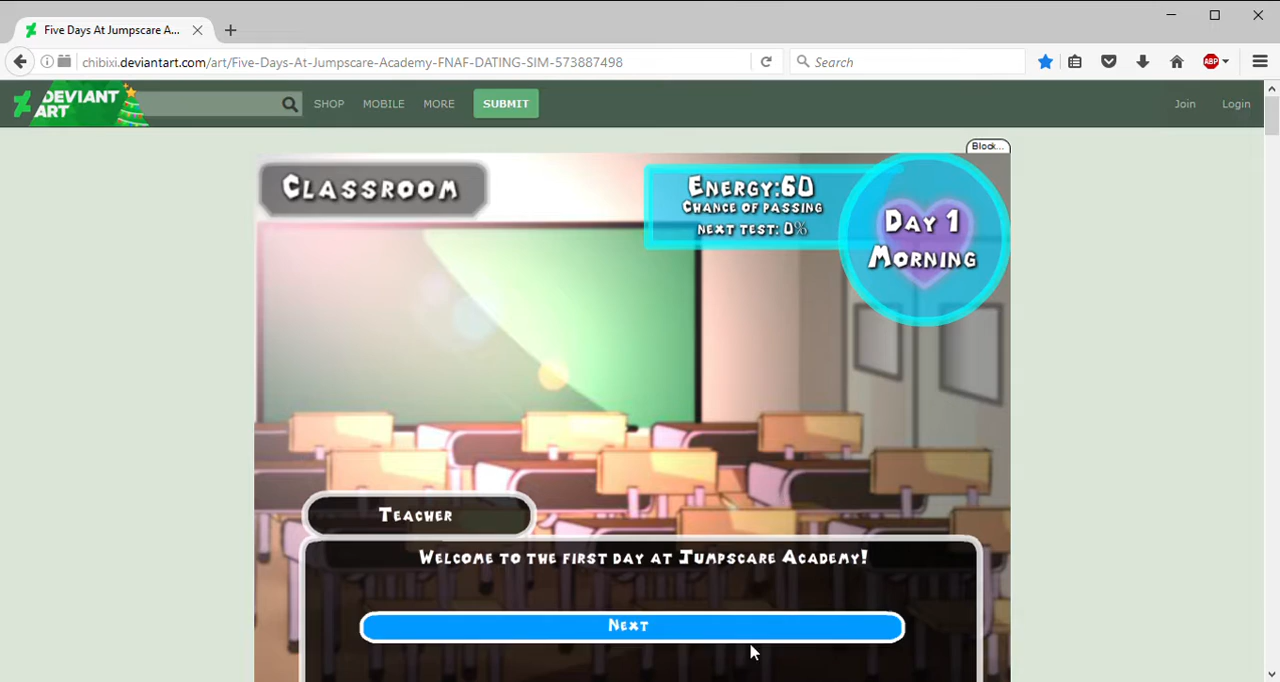 Five Days At Jumpscare A...
chibixi.deviantart.com/art/Five-Days-At-Jumpscare-Academy-FNAF-DATING-SIM-573887498
Search
ABP
DEVIANT
ART
SHOP
MOBILE
MORE
SUBMIT
Join
Login
Block...
CLASSROOM
ENERGY:60
CHANCE OF PASSING
NEXT TEST: 0%
DAY 1
MORNING
TEACHER
WELCOME TO THE FIRST DAY AT JUMPSCARE ACADEMY!
NEXT